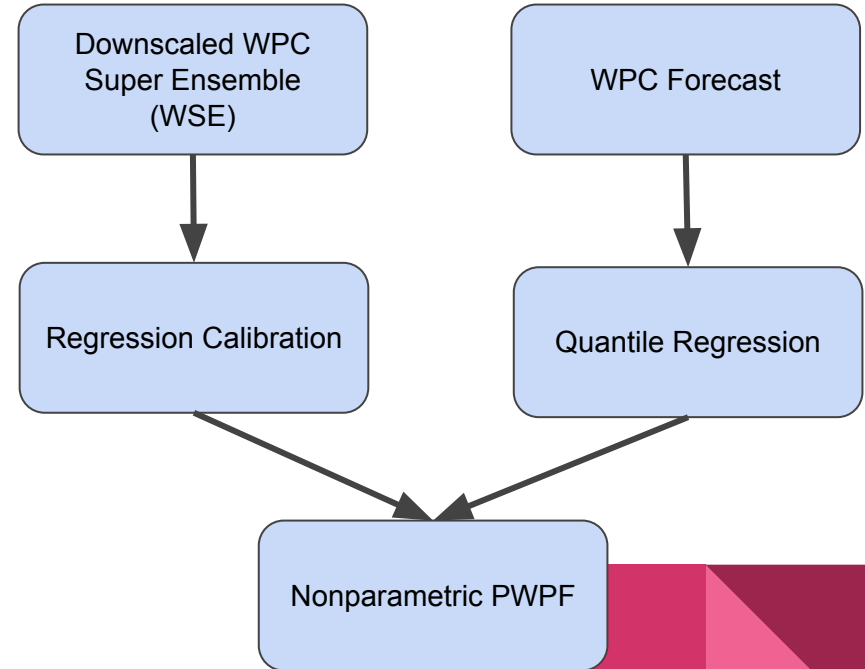 Downscaled WPC
Super Ensemble
(WSE)
WPC Forecast
Regression Calibration
Quantile Regression
Nonparametric PWPF